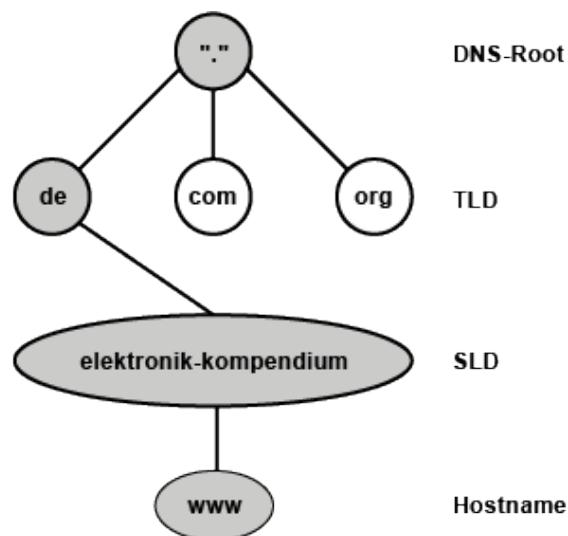 "." DNS-Root
de com org TLD
elektronik-kompendium SLD
www Hostname